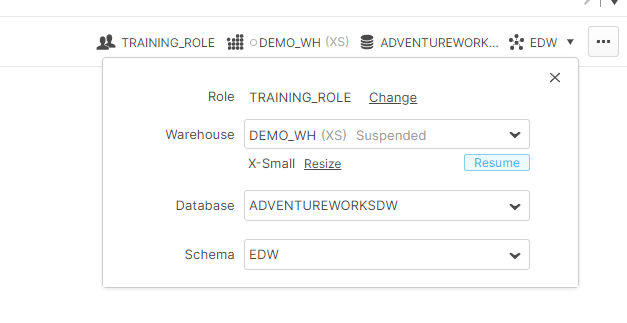 TRAINING_ROLE DEMO_WH (XS) ADVENTUREWORK... EDW
Role TRAINING_ROLE Change
Warehouse DEMO_WH (XS) Suspended
X-Small Resize Resume
Database ADVENTUREWORKSDW
Schema EDW